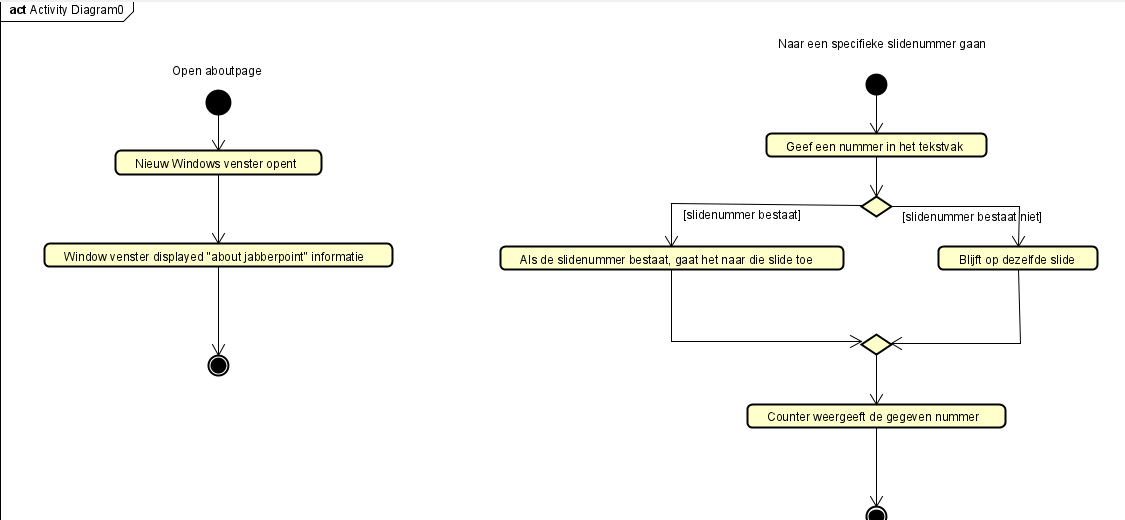 act Activity Diagram0
Open aboutpage
Nieuw Windows venster opent
Window venster displayed "about jabberpoint" informatie
Naar een specifieke slidenummer gaan
Geef een nummer in het tekstvak
[slidenummer bestaat]
[slidenummer bestaat niet]
Als de slidenummer bestaat, gaat het naar die slide toe
Blijft op dezelfde slide
Counter weergeeft de gegeven nummer